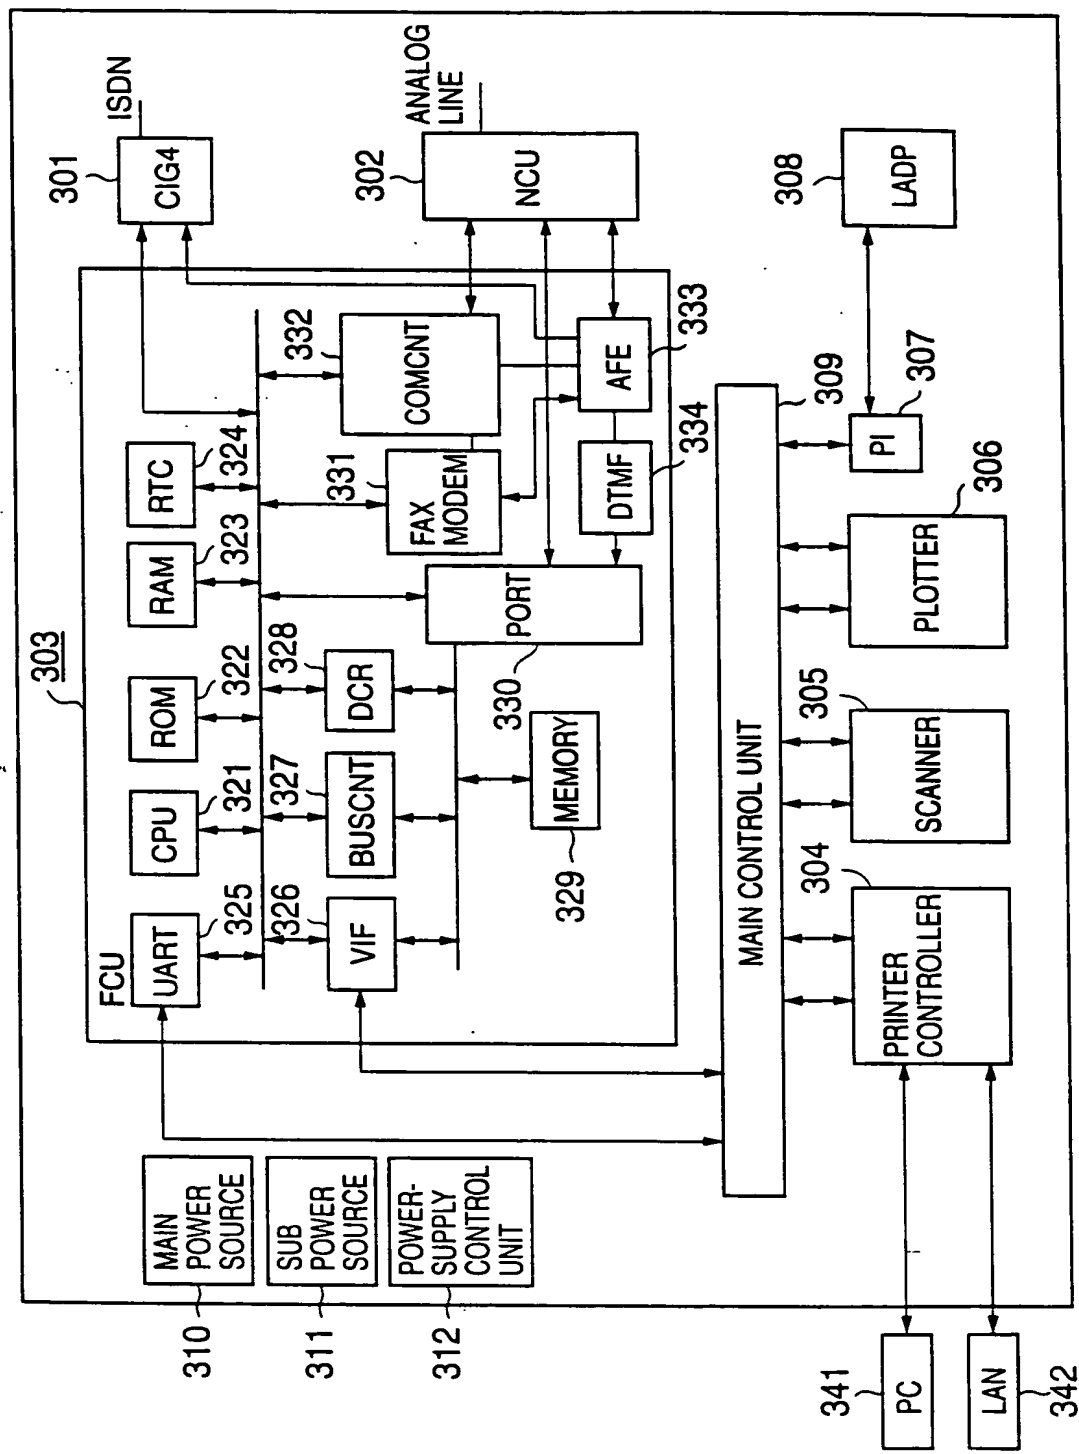 303
FCU
UART
325
CPU
321
ROM
322
RAM
323
RTC
324
301
CIG4
ISDN
326
VIF
327
BUSCNT
328
DCR
331
FAX
MODEM
332
COMCNT
302
NCU
ANALOG
LINE
329
MEMORY
330
PORT
DTMF
334
AFE
333
310
MAIN
POWER
SOURCE
311
SUB
POWER
SOURCE
312
POWER-
SUPPLY
CONTROL
UNIT
MAIN CONTROL UNIT
309
304
PRINTER
CONTROLLER
305
SCANNER
PLOTTER
306
PI
307
308
LADP
341
PC
LAN
342